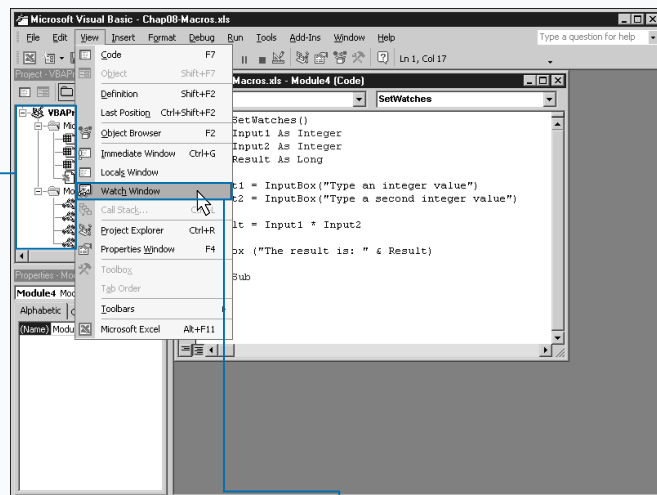 Microsoft Visual Basic - Chap08-Macros.xls
File Edit View Insert Format Debug Run Tools Add-Ins Window Help
Type a question for help
Ln 1, Col 17
Project - VBAPr
VBAPr
Mic
Mo
Code F7
Object Shift+F7
Definition Shift+F2
Last Position Ctrl+Shift+F2
Object Browser F2
Immediate Window Ctrl+G
Locals Window
Watch Window
Call Stack...
Project Explorer Ctrl+R
Properties Window F4
Toolbox
Tab Order
Toolbars
Microsoft Excel Alt+F11
Macros.xls - Module4 (Code)
SetWatches
SetWatches()
Input1 As Integer
Input2 As Integer
Result As Long
t1 = InputBox("Type an integer value")
t2 = InputBox("Type a second integer value")
lt = Input1 * Input2
ox ("The result is: " & Result)
Sub
Properties - Mo
Module4 Mod
Alphabetic
(Name) Modu